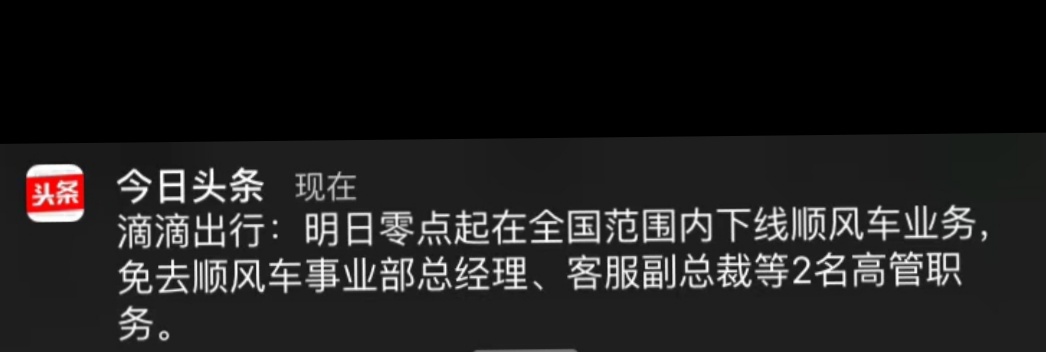 头条
今日头条 现在
滴滴出行：明日零点起在全国范围内下线顺风车业务，
免去顺风车事业部总经理、客服副总裁等2名高管职
务。